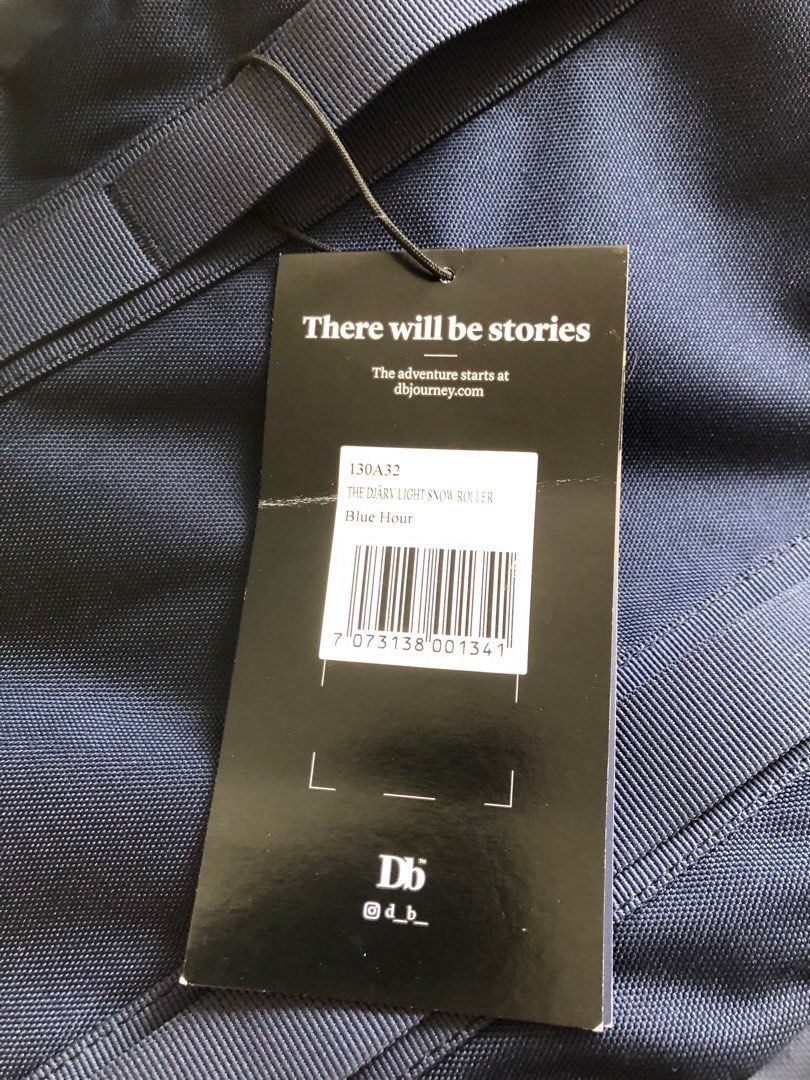 There will be stories
The adventure starts at
dbjourney.com
130A32
THE DJÄRV LIGHT SNOW ROLLER
Blue Hour
7 073138 001341
Db™
d_b_